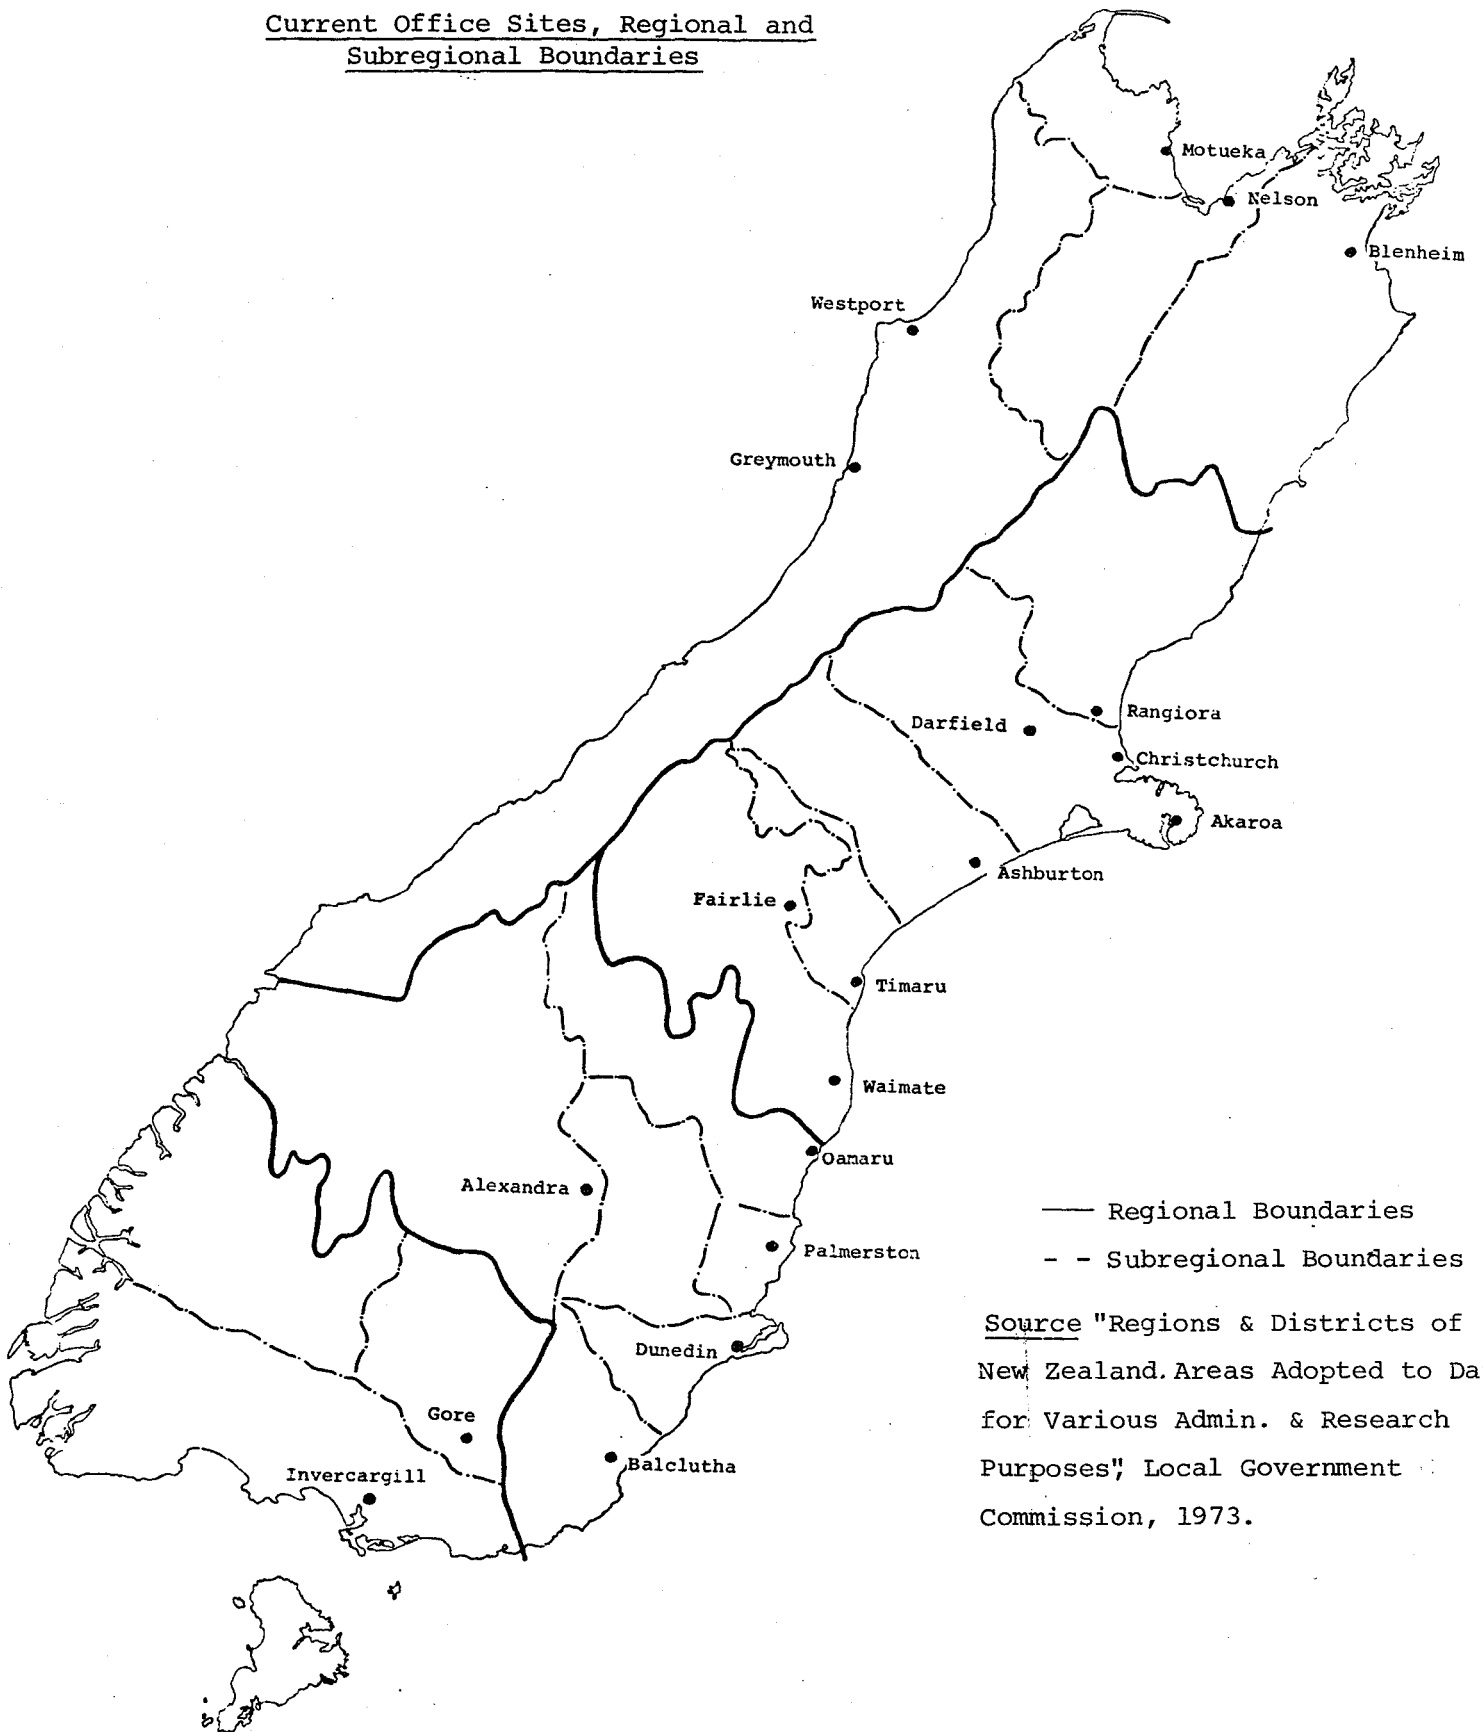 Current Office Sites, Regional and
Subregional Boundaries
Motueka
Nelson
Blenheim
Westport
Greymouth
Rangiora
Darfield
Christchurch
Akaroa
Ashburton
Fairlie
Timaru
Waimate
Oamaru
Alexandra
Palmerston
Dunedin
Gore
Balclutha
Invercargill
Regional Boundaries
Subregional Boundaries
Source "Regions & Districts of
New Zealand. Areas Adopted to Da
for Various Admin. & Research
Purposes", Local Government
Commission, 1973.